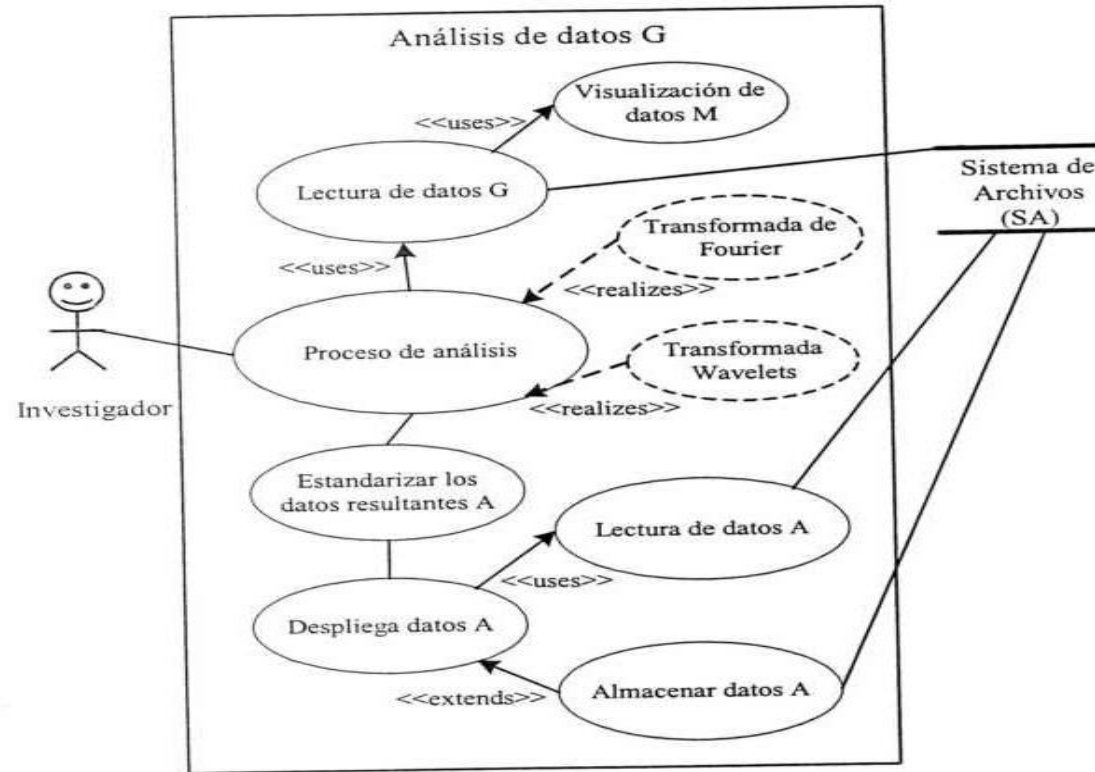 Análisis de datos G
Visualización de
datos M
<<uses>>
Lectura de datos G
Sistema de
Archivos
(SA)
Transformada de
Fourier
<<uses>>
<<realizes>>
Proceso de análisis
Transformada
Wavelets
<<realizes>>
Investigador
Estandarizar los
datos resultantes A
Lectura de datos A
<<uses>>
Despliega datos A
<<extends>>
Almacenar datos A